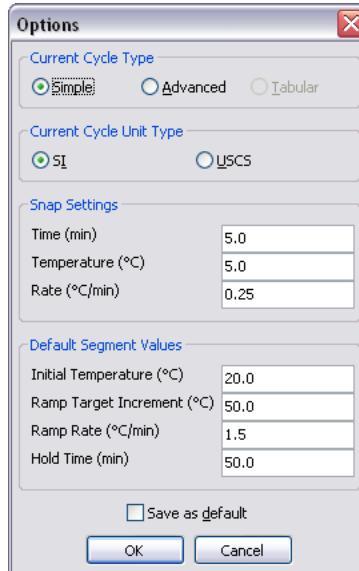 Options
Current Cycle Type
Simple Advanced Tabular
Current Cycle Unit Type
SI USCS
Snap Settings
Time (min) 5.0
Temperature (°C) 5.0
Rate (°C/min) 0.25
Default Segment Values
Initial Temperature (°C) 20.0
Ramp Target Increment (°C) 50.0
Ramp Rate (°C/min) 1.5
Hold Time (min) 50.0
Save as default
OK Cancel